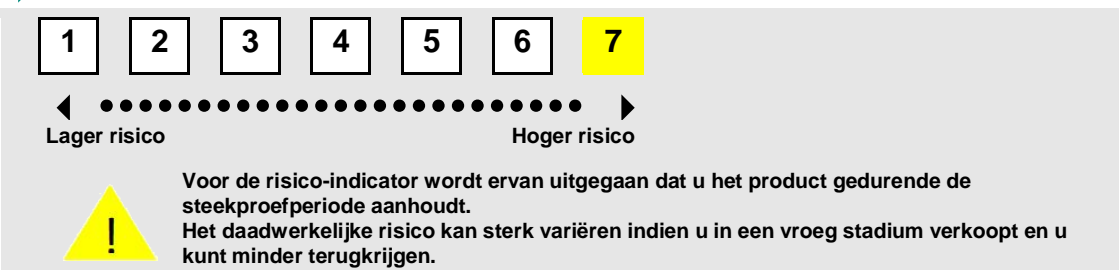 1 2 3 4 5 6 7
Lager risico Hoger risico
!
Voor de risico-indicator wordt ervan uitgegaan dat u het product gedurende de
steekproefperiode aanhoudt.
Het daadwerkelijke risico kan sterk variëren indien u in een vroeg stadium verkoopt en u
kunt minder terugkrijgen.